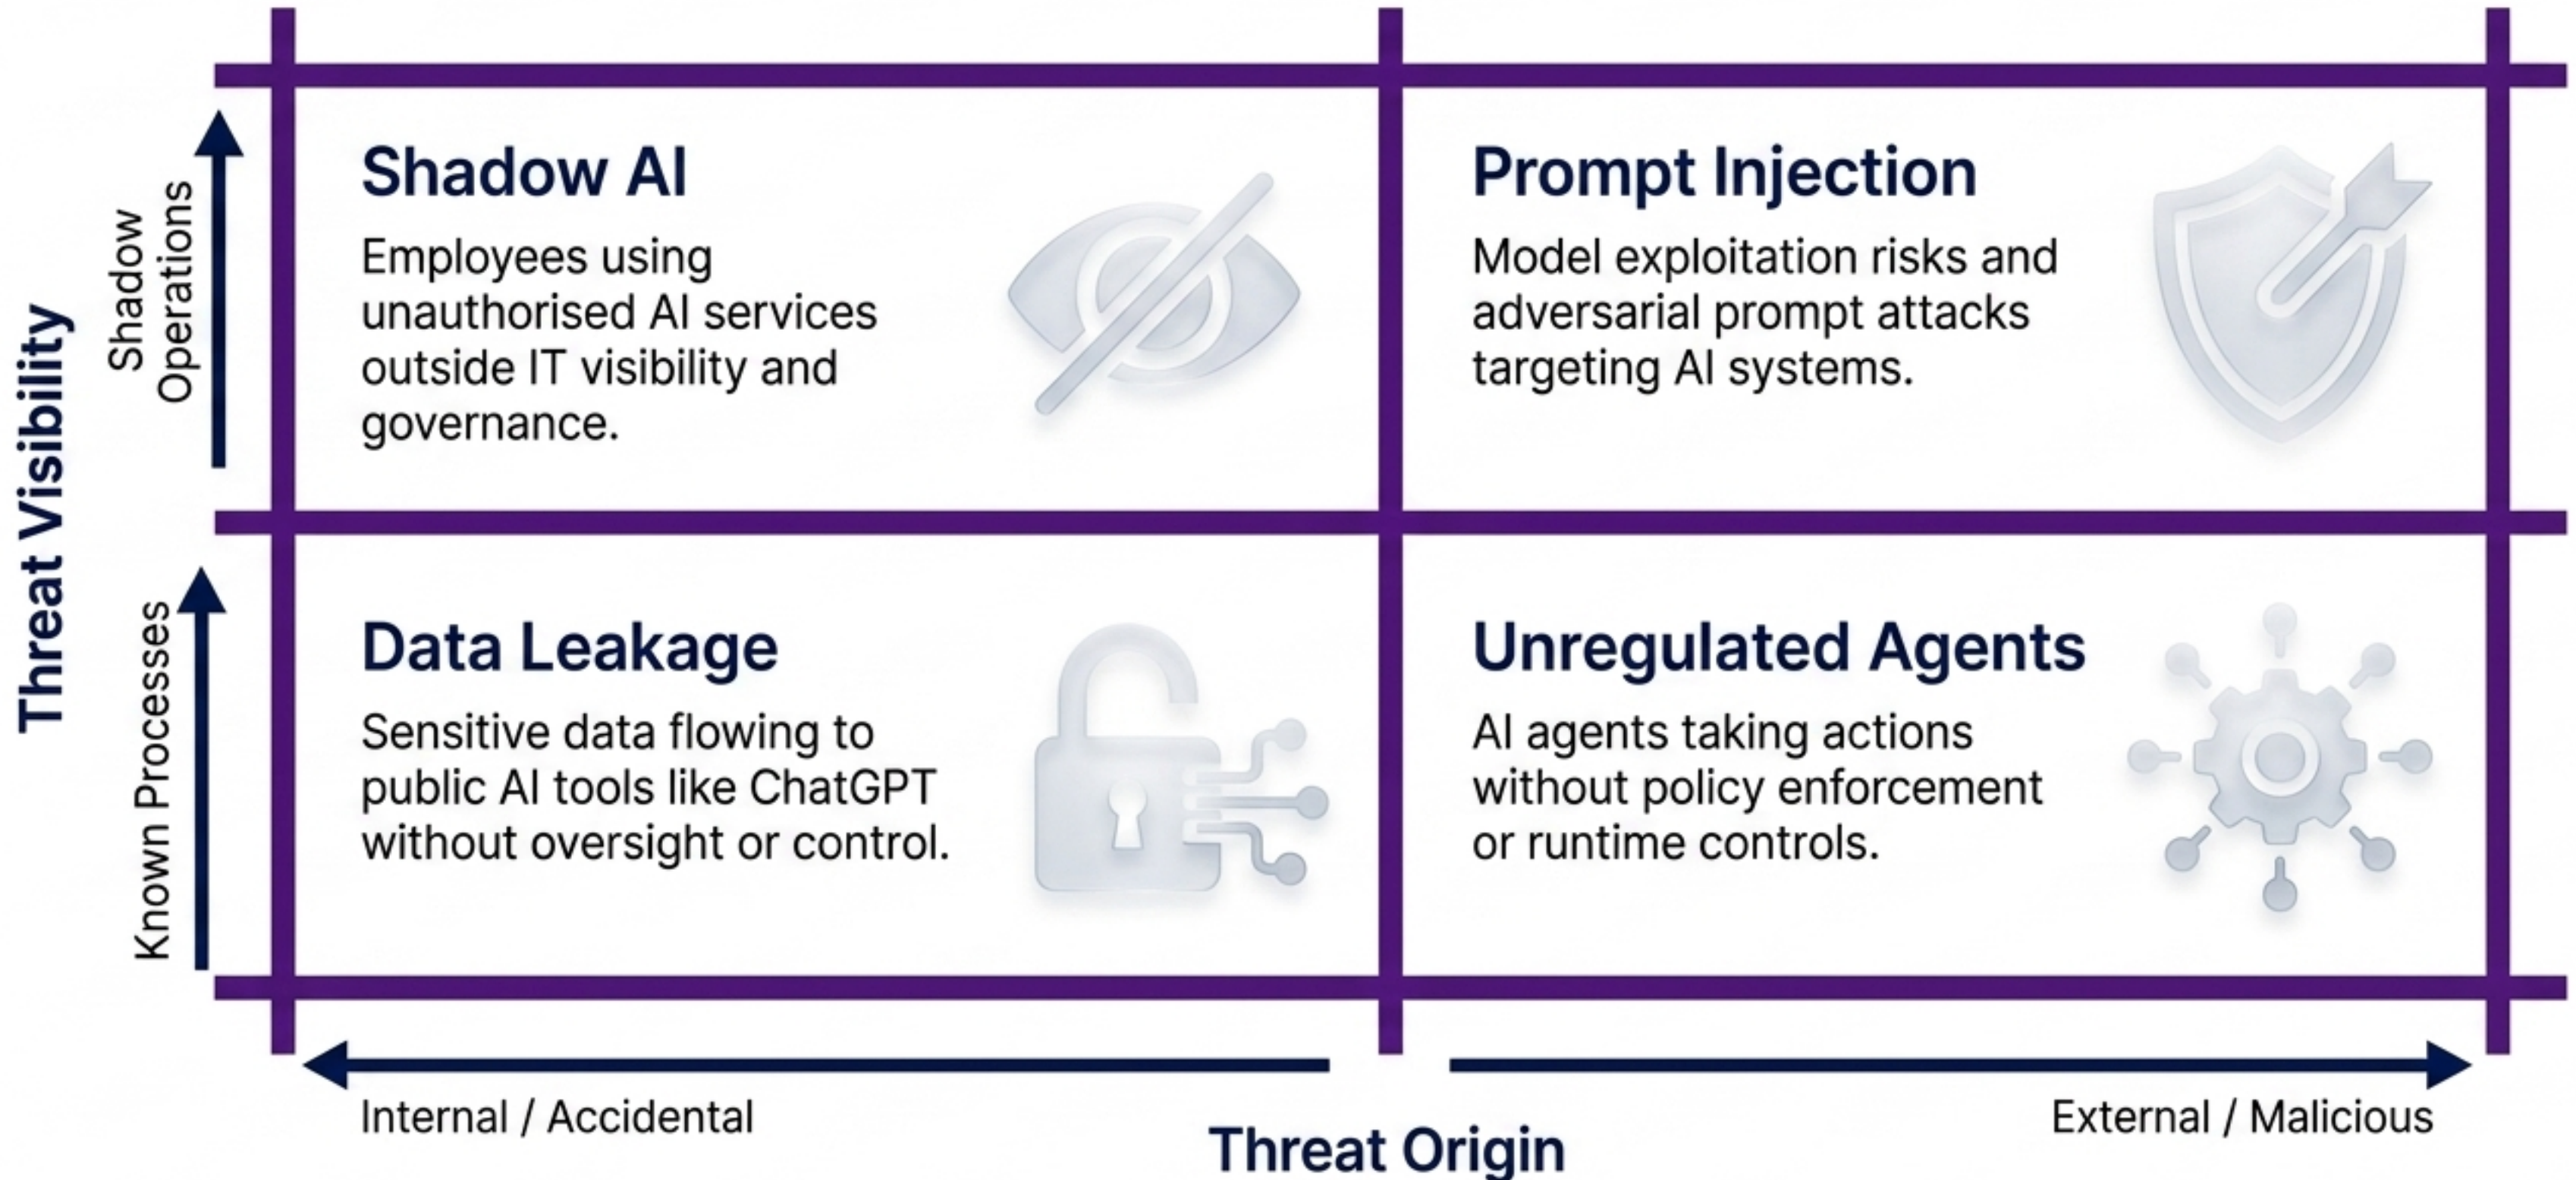 Threat Visibility
Shadow
Operations
Known Processes
Shadow AI
Employees using
unauthorised AI services
outside IT visibility and
governance.
Prompt Injection
Model exploitation risks and
adversarial prompt attacks
targeting AI systems.
Data Leakage
Sensitive data flowing to
public AI tools like ChatGPT
without oversight or control.
Unregulated Agents
AI agents taking actions
without policy enforcement
or runtime controls.
Internal / Accidental
External / Malicious
Threat Origin